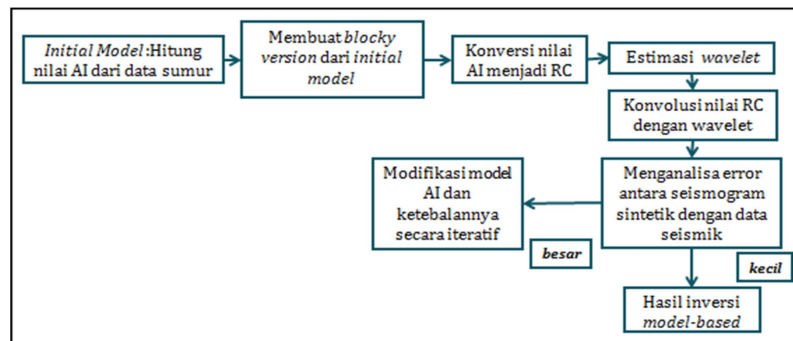 Initial Model:Hitung
nilai AI dari data sumur
Membuat blocky
version dari initial
model
Konversi nilai
AI menjadi RC
Estimasi wavelet
Konvolusi nilai RC
dengan wavelet
Menganalisa error
antara seismogram
sintetik dengan data
seismik
Modifikasi model
AI dan
ketebalannya
secara iteratif
besar
kecil
Hasil inversi
model-based